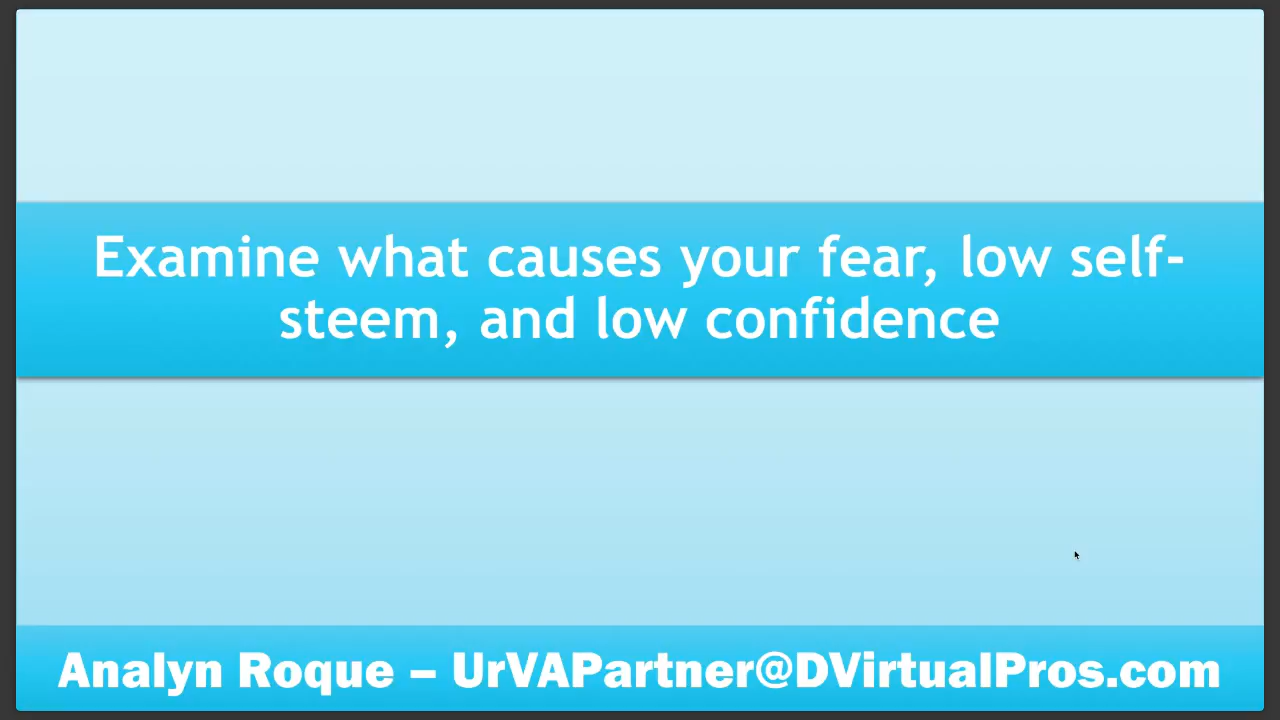 Examine what causes your fear, low self-
steem, and low confidence
Analyn Roque – UrVAPartner@DVirtualPros.com